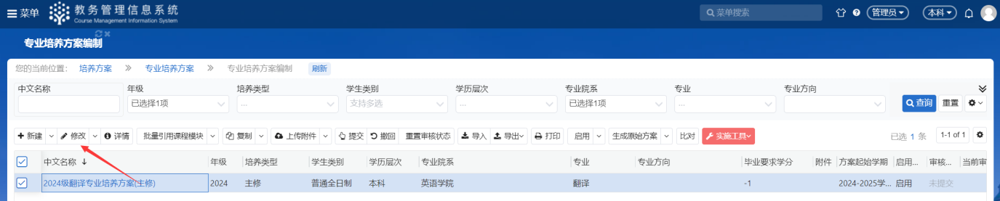 菜单
教务管理信息系统
Course Management Information System
菜单搜索
管理员
本科
专业培养方案编制
您的当前位置： 培养方案 专业培养方案 专业培养方案编制 刷新
中文名称 年级 培养类型 学生类别 学历层次 专业院系 专业 专业方向
已选择1项 ... 支持多选 ... 已选择1项 ... 查询 重置
新建 修改 详情 批量引用课程模块 复制 上传附件 提交 撤回 重置审核状态 导入 导出 打印 启用 生成原始方案 比对 实施工具 已选 1 条 1-1 of 1
中文名称 年级 培养类型 学生类别 学历层次 专业院系 专业 专业方向 毕业要求学分 附件 方案起始学期 启用... 审核... 当前审
2024级翻译专业培养方案(主修) 2024 主修 普通全日制 本科 英语学院 翻译 -1 2024-2025学... 启用 未提交